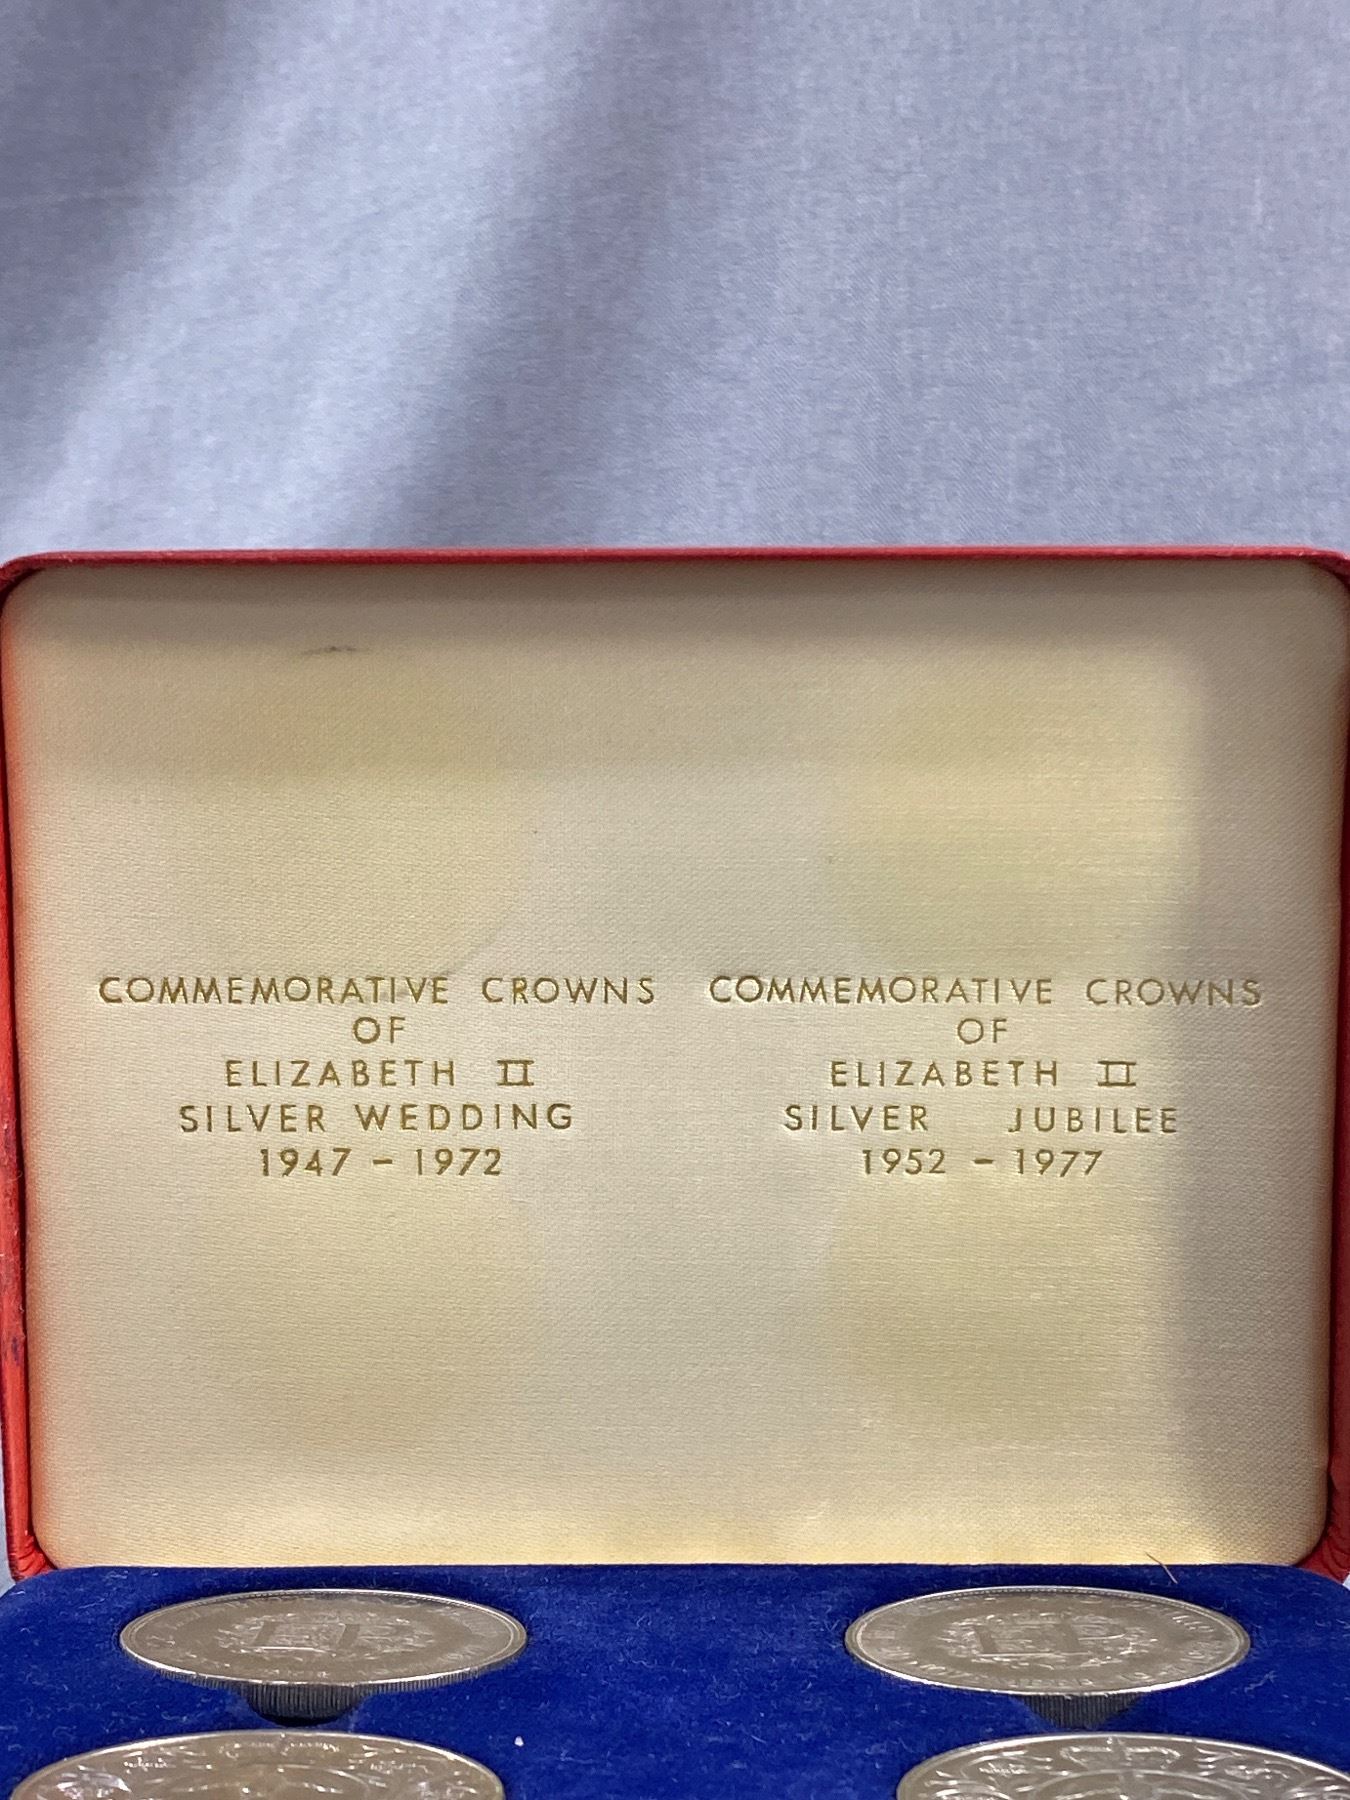 COMMEMORATIVE CROWNS
OF
ELIZABETH II
SILVER WEDDING
1947 - 1972
COMMEMORATIVE CROWNS
OF
ELIZABETH II
SILVER JUBILEE
1952 - 1977